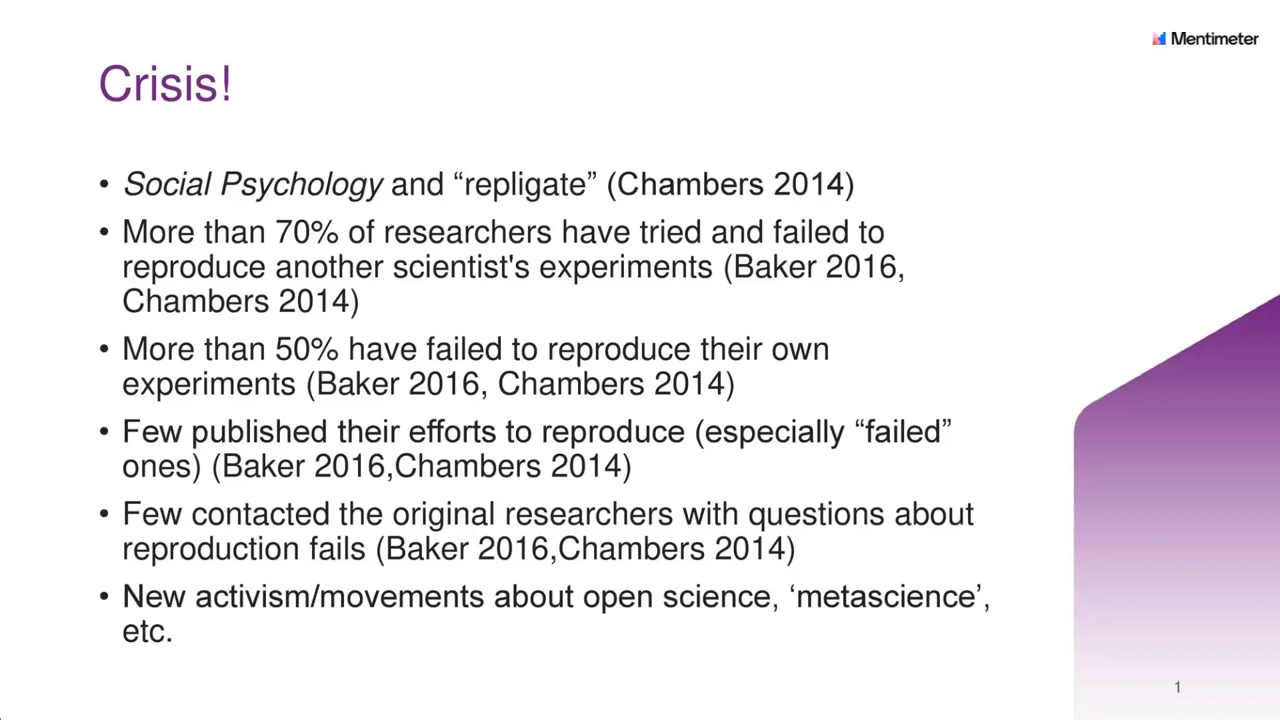 Mentimeter
Crisis!
• Social Psychology and “repligate” (Chambers 2014)
• More than 70% of researchers have tried and failed to
reproduce another scientist's experiments (Baker 2016,
Chambers 2014)
• More than 50% have failed to reproduce their own
experiments (Baker 2016, Chambers 2014)
• Few published their efforts to reproduce (especially “failed”
ones) (Baker 2016,Chambers 2014)
• Few contacted the original researchers with questions about
reproduction fails (Baker 2016,Chambers 2014)
• New activism/movements about open science, ‘metascience’,
etc.
1